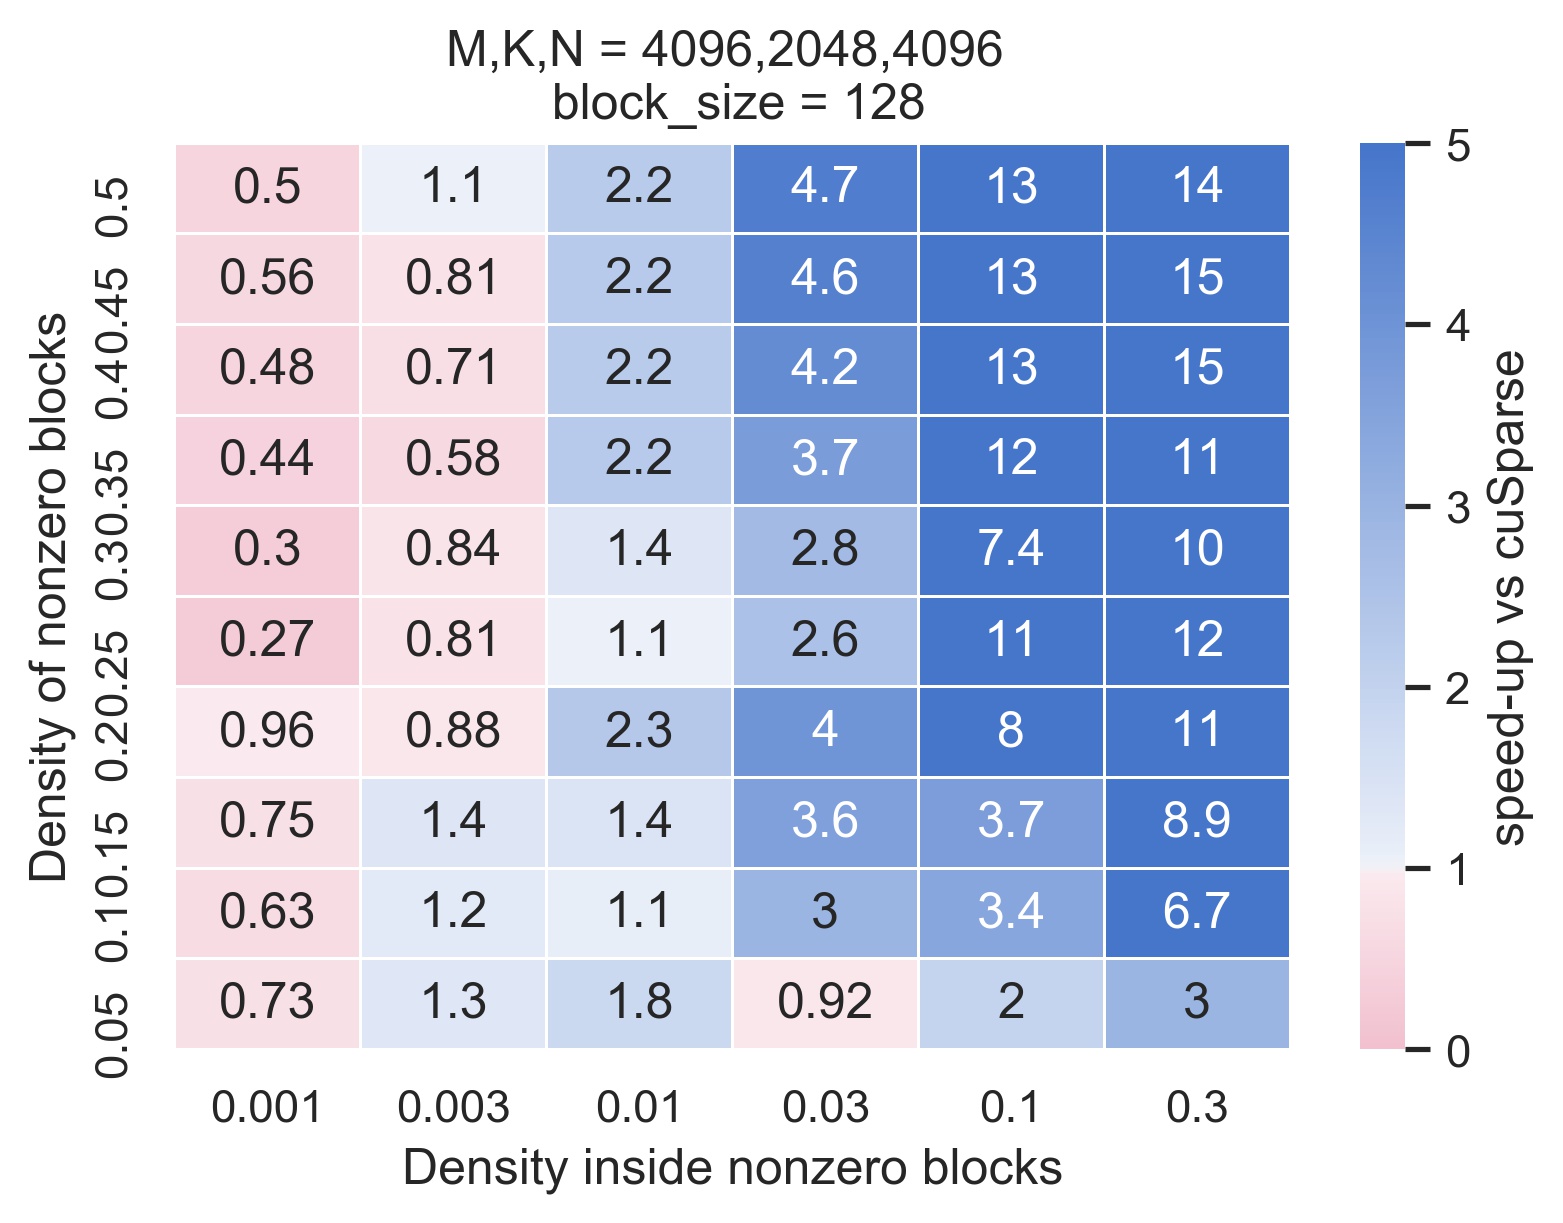 M,K,N = 4096,2048,4096
block_size = 128
Density of nonzero blocks
0.5 0.5 1.1 2.2 4.7 13 14
0.45 0.56 0.81 2.2 4.6 13 15
0.4 0.48 0.71 2.2 4.2 13 15
0.35 0.44 0.58 2.2 3.7 12 11
0.3 0.3 0.84 1.4 2.8 7.4 10
0.25 0.27 0.81 1.1 2.6 11 12
0.2 0.96 0.88 2.3 4 8 11
0.15 0.75 1.4 1.4 3.6 3.7 8.9
0.1 0.63 1.2 1.1 3 3.4 6.7
0.05 0.73 1.3 1.8 0.92 2 3
0.001 0.003 0.01 0.03 0.1 0.3
Density inside nonzero blocks
5
4
3
2
1
0
speed-up vs cuSparse